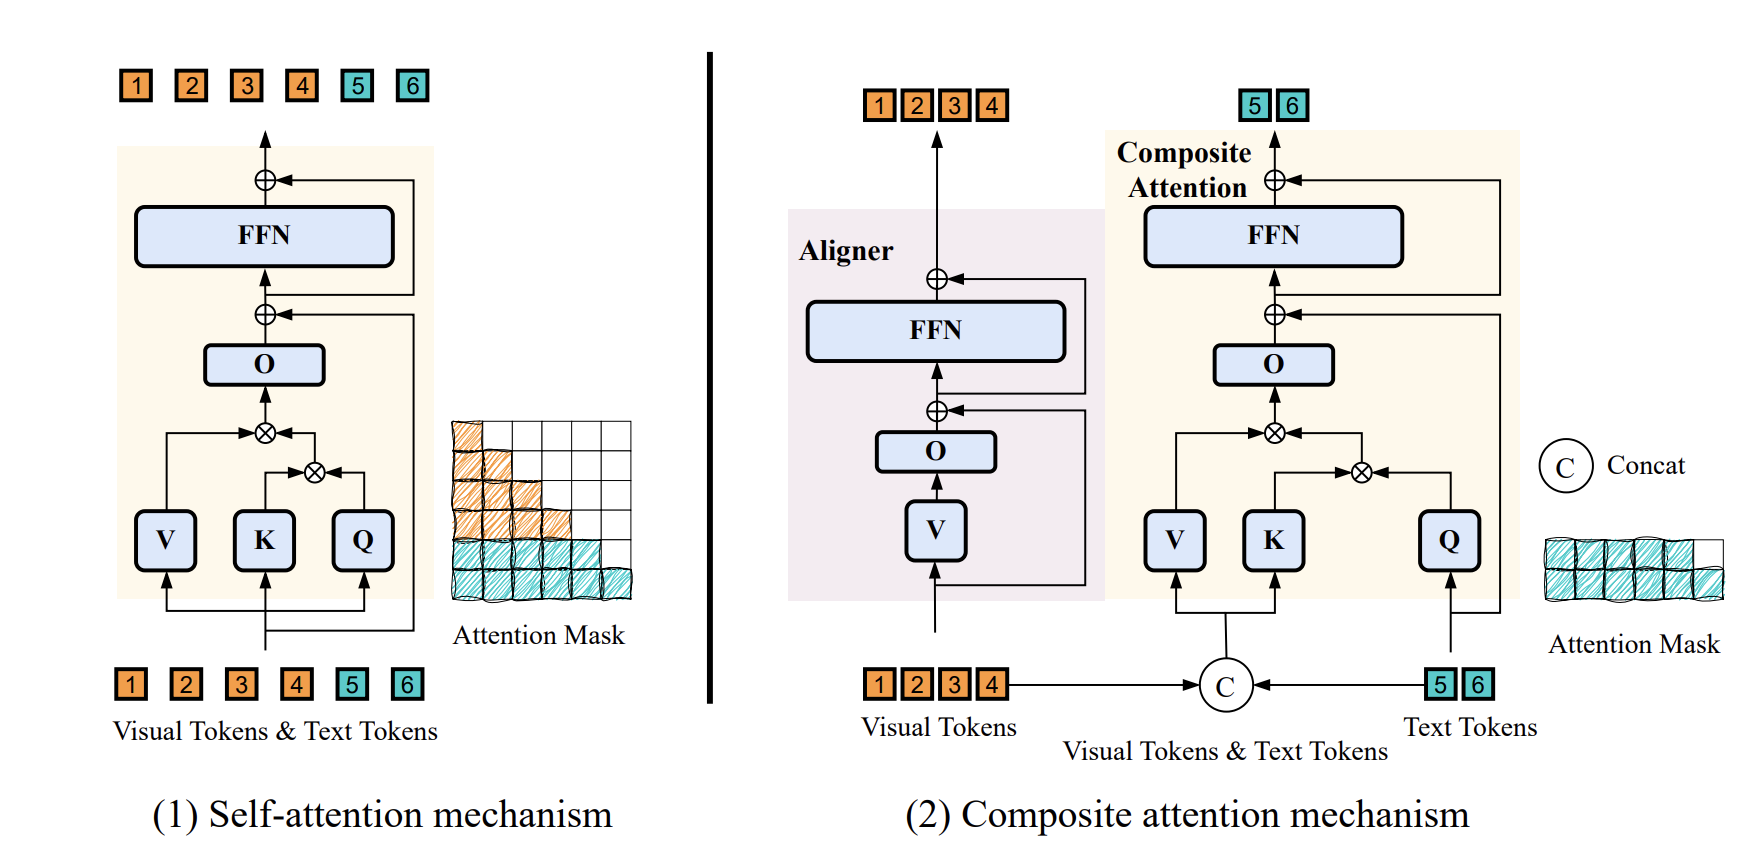 1 2 3 4 5 6
FFN
O
V K Q
Attention Mask
1 2 3 4 5 6
Visual Tokens & Text Tokens
(1) Self-attention mechanism
1 2 3 4
Aligner
FFN
O
V
1 2 3 4
Visual Tokens
5 6
Composite
Attention
FFN
O
V K Q
C
Visual Tokens & Text Tokens
5 6
Text Tokens
C Concat
Attention Mask
(2) Composite attention mechanism